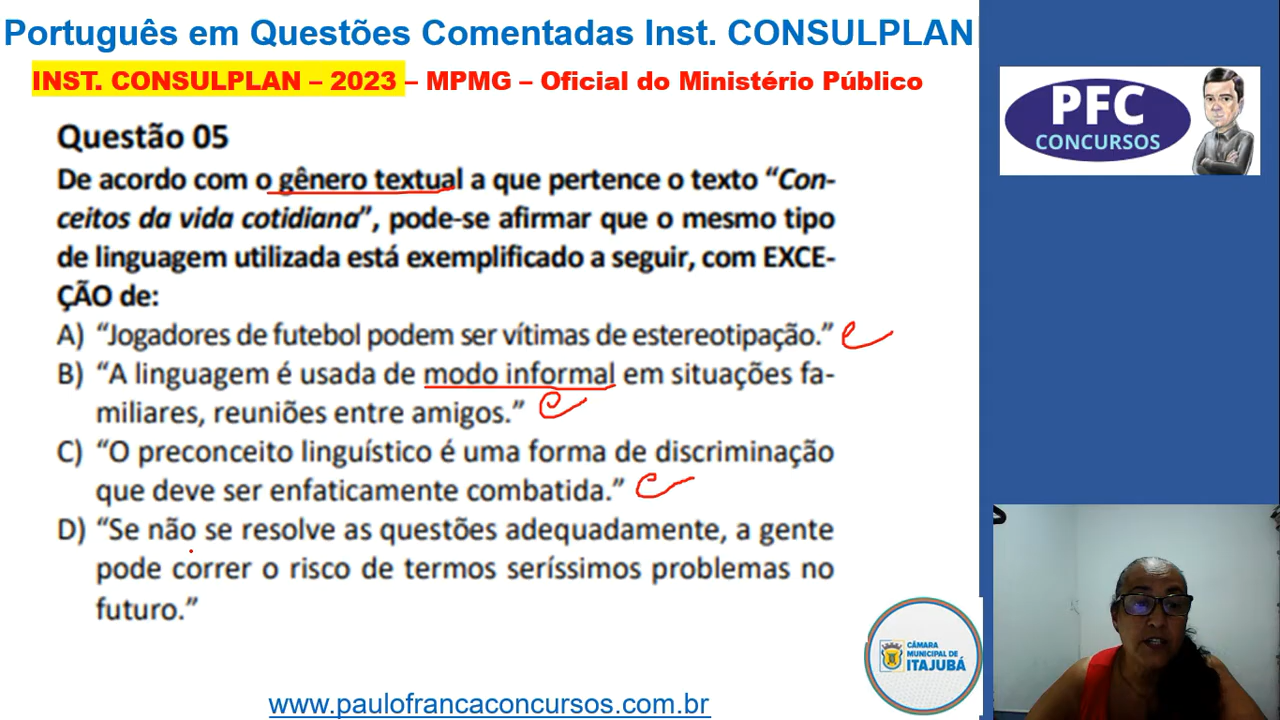 Português em Questões Comentadas Inst. CONSULPLAN
INST. CONSULPLAN – 2023 – MPMG – Oficial do Ministério Público
PFC
CONCURSOS
Questão 05
De acordo com o gênero textual a que pertence o texto “Con-
ceitos da vida cotidiana”, pode-se afirmar que o mesmo tipo
de linguagem utilizada está exemplificado a seguir, com EXCE-
ÇÃO de:
A) “Jogadores de futebol podem ser vítimas de estereotipação.”
B) “A linguagem é usada de modo informal em situações fa-
miliares, reuniões entre amigos.”
C) “O preconceito linguístico é uma forma de discriminação
que deve ser enfaticamente combatida.”
D) “Se não se resolve as questões adequadamente, a gente
pode correr o risco de termos seríssimos problemas no
futuro.”
CÂMARA
MUNICIPAL DE
ITAJUBÁ
www.paulofrancaconcursos.com.br